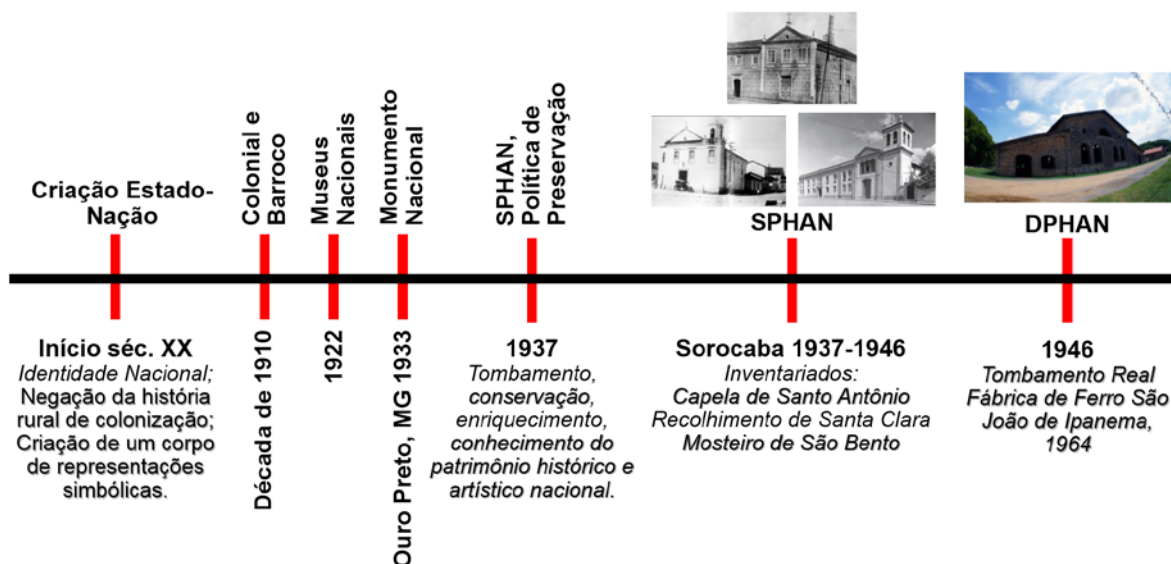 Criação Estado-
Nação
Colonial e
Barroco
Museus
Nacionais
Monumento
Nacional
SPHAN,
Política de
Preservação
SPHAN
DPHAN
Início séc. XX
Identidade Nacional;
Negação da história
rural de colonização;
Criação de um corpo
de representações
simbólicas.
Década de 1910
1922
Ouro Preto, MG 1933
1937
Tombamento,
conservação,
enriquecimento,
conhecimento do
patrimônio histórico e
artístico nacional.
Sorocaba 1937-1946
Inventariados:
Capela de Santo Antônio
Recolhimento de Santa Clara
Mosteiro de São Bento
1946
Tombamento Real
Fábrica de Ferro São
João de Ipanema,
1964